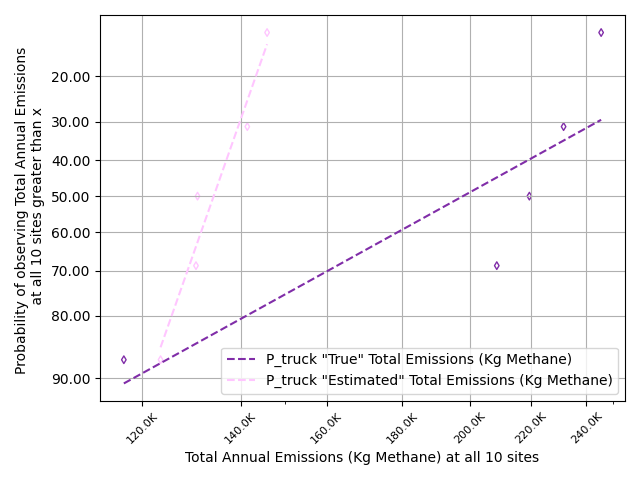 Probability of observing Total Annual Emissions
at all 10 sites greater than x
20.00
30.00
40.00
50.00
60.00
70.00
80.00
90.00
P_truck "True" Total Emissions (Kg Methane)
P_truck "Estimated" Total Emissions (Kg Methane)
120.0K
140.0K
160.0K
180.0K
200.0K
220.0K
240.0K
Total Annual Emissions (Kg Methane) at all 10 sites